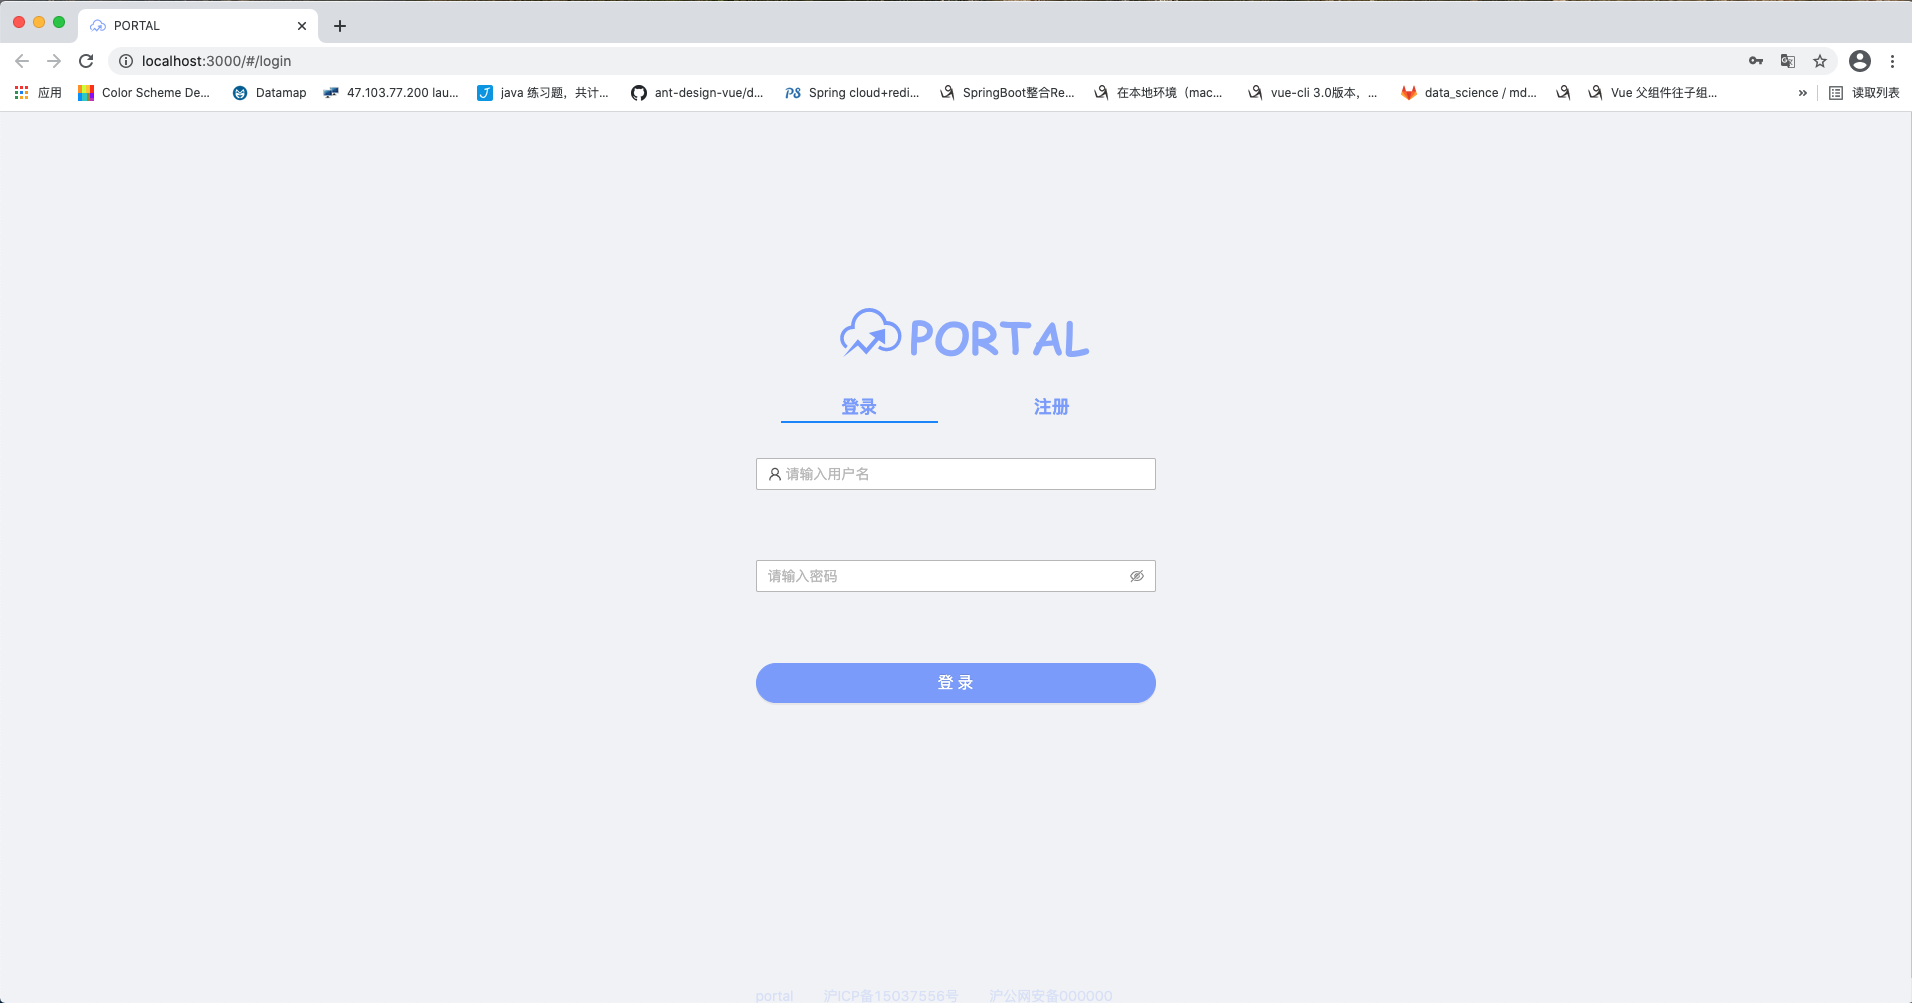 PORTAL
localhost:3000/#/login
应用 Color Scheme De... Datamap 47.103.77.200 lau... java 练习题，共计... ant-design-vue/d... Spring cloud+redi... SpringBoot整合Re... 在本地环境（mac... vue-cli 3.0版本，... data_science / md... Vue 父组件往子组... » 读取列表
PORTAL
登录 注册
请输入用户名
请输入密码
登 录
portal 沪ICP备15037556号 沪公网安备000000